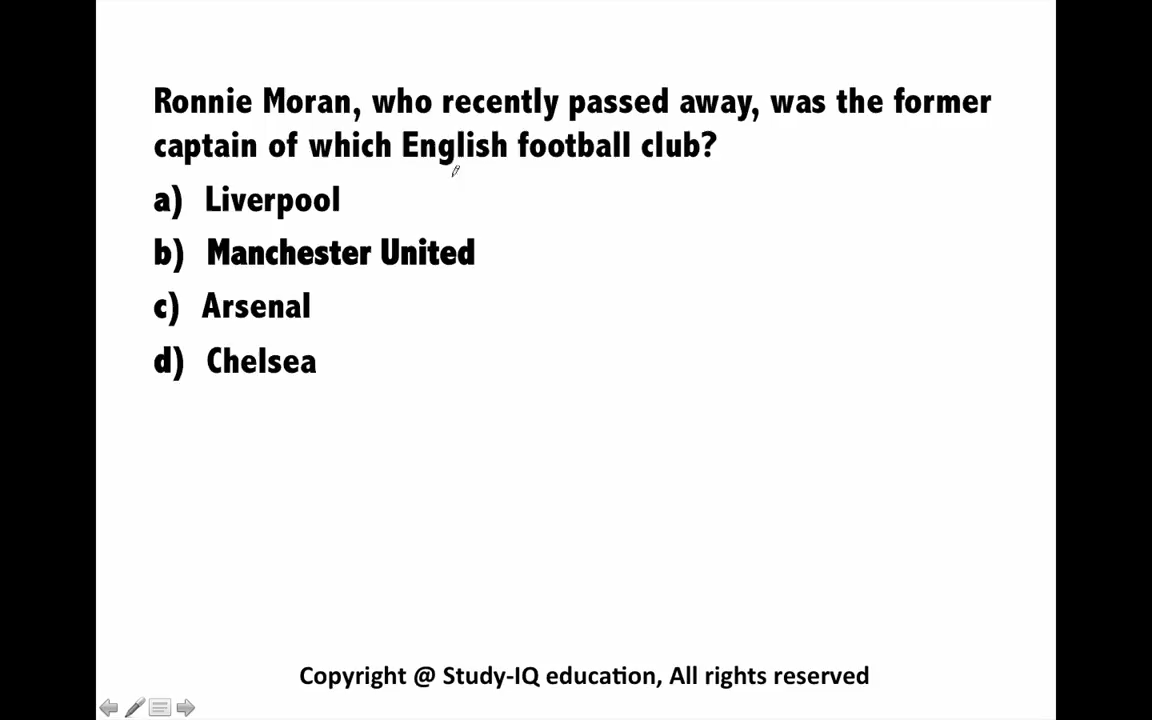 Ronnie Moran, who recently passed away, was the former
captain of which English football club?
a) Liverpool
b) Manchester United
c) Arsenal
d) Chelsea
Copyright @ Study-IQ education, All rights reserved